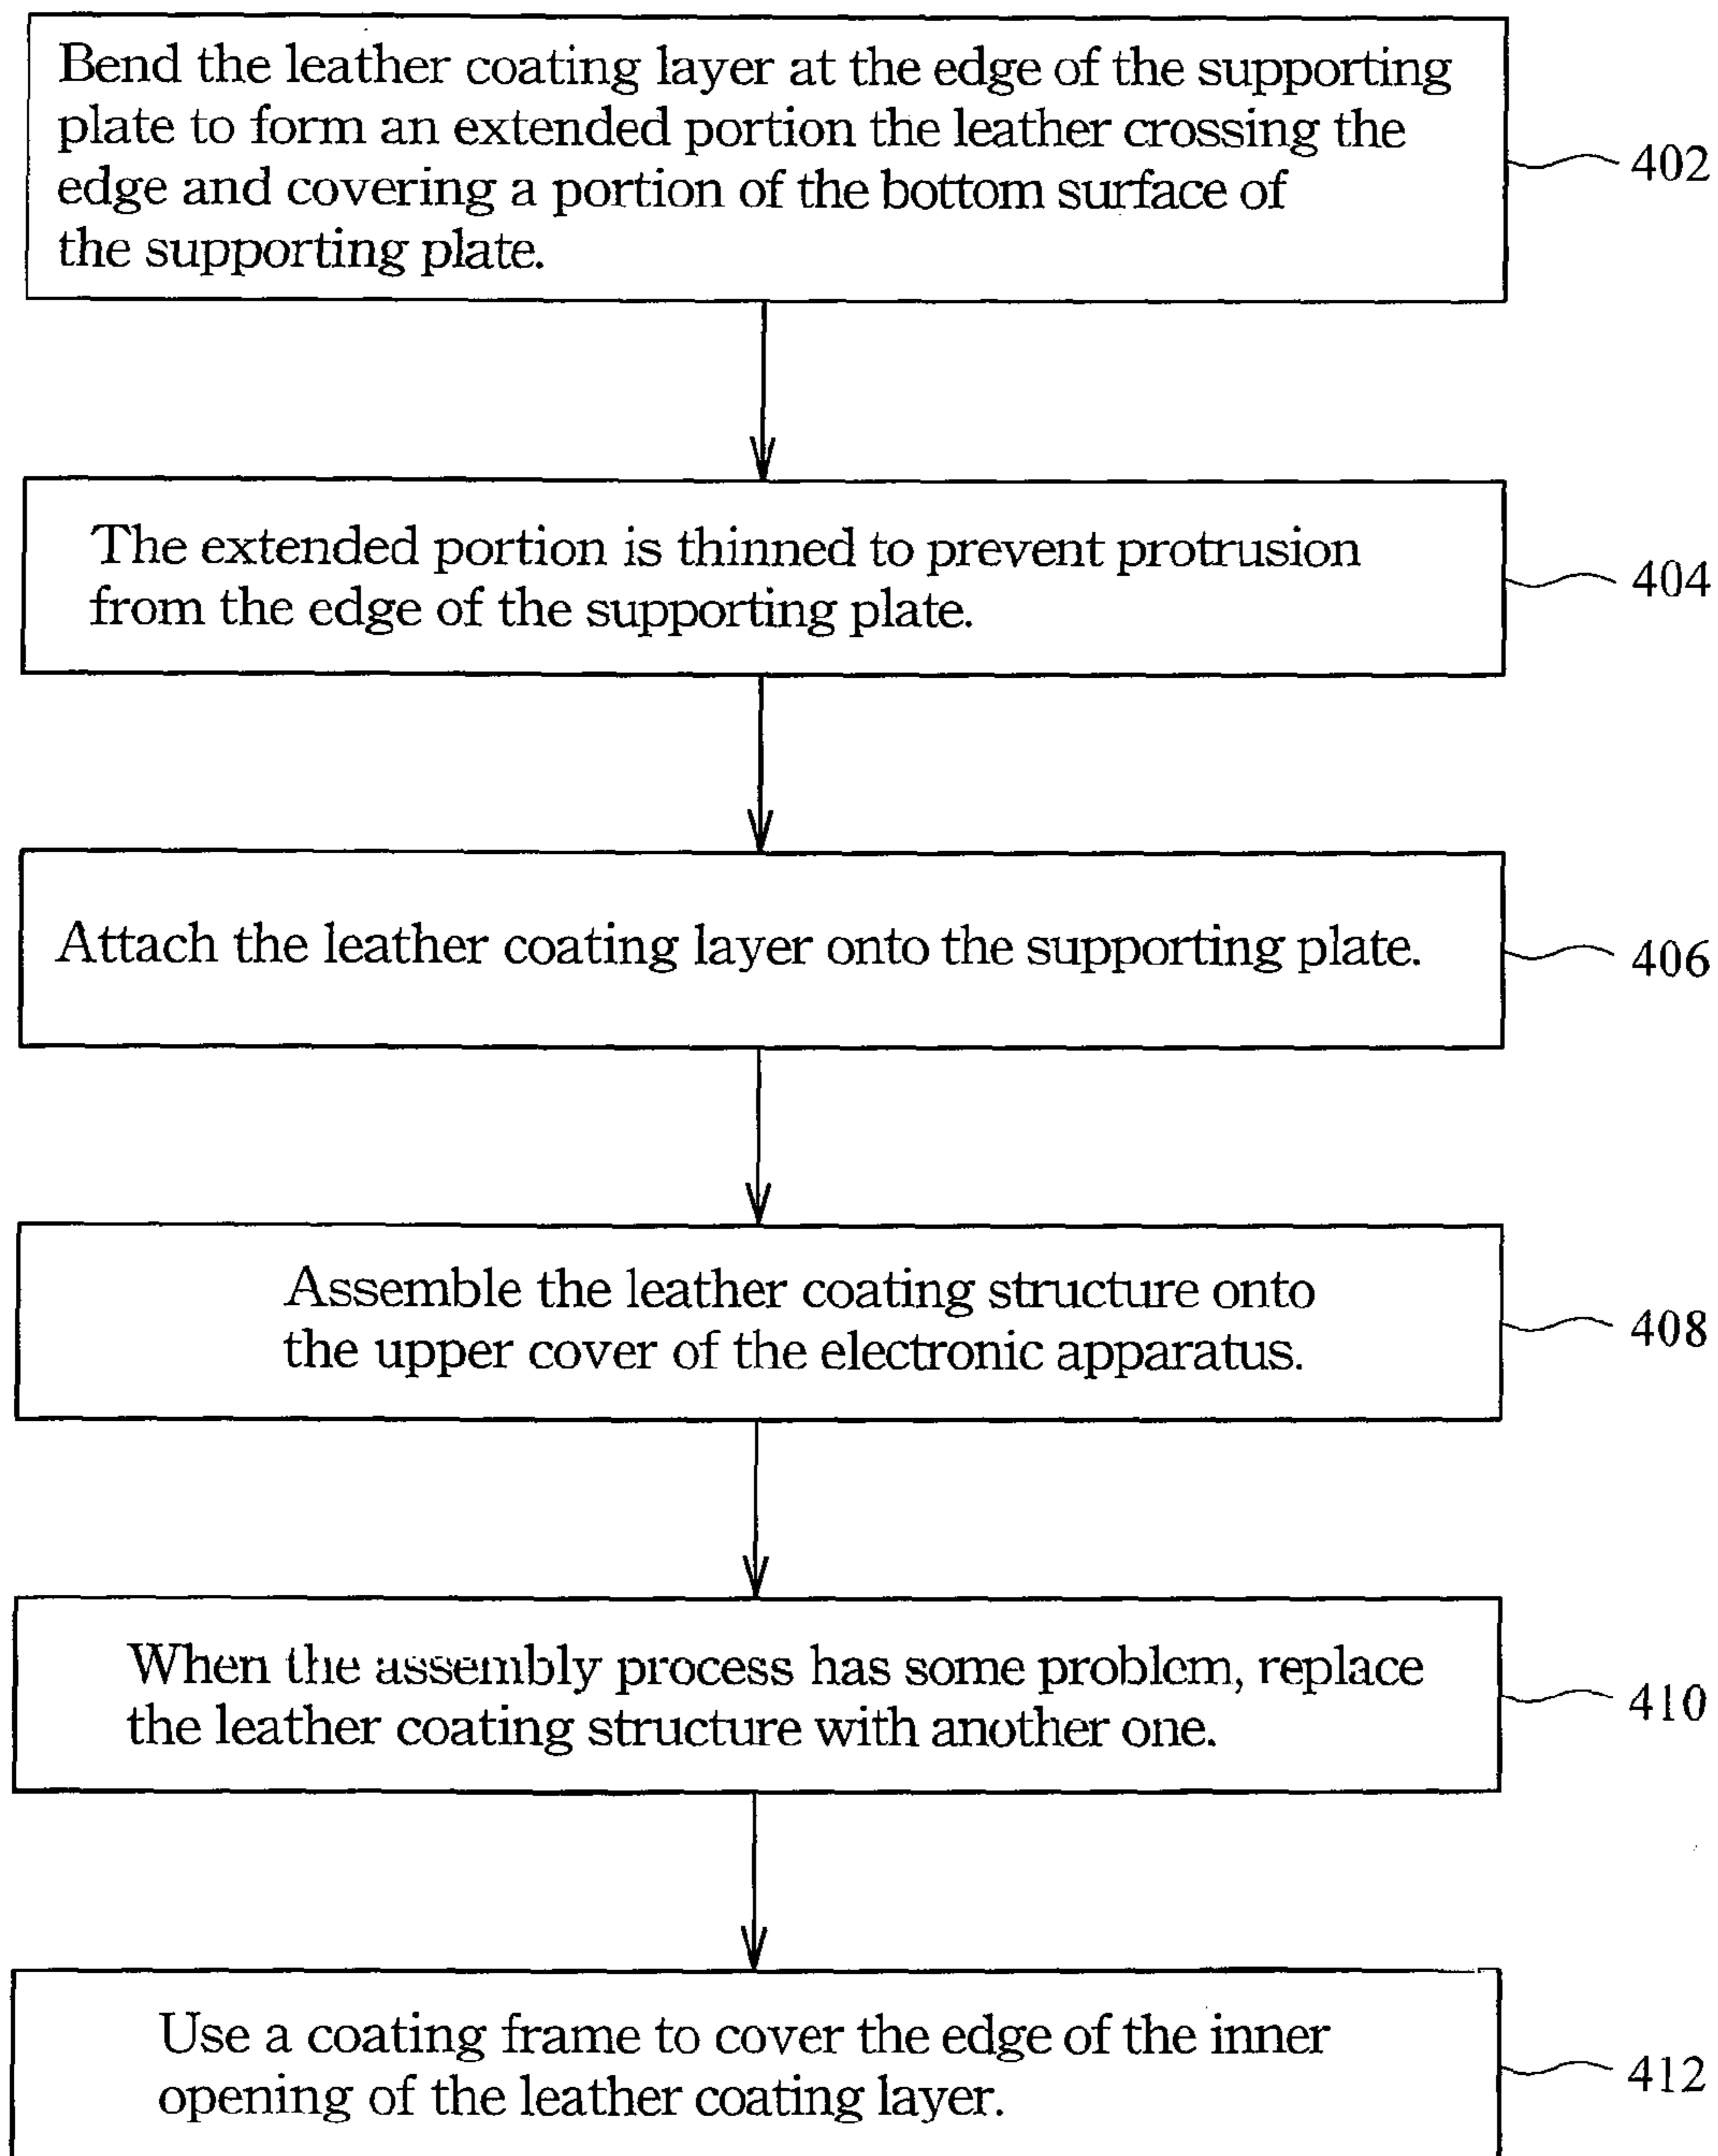 Bend the leather coating layer at the edge of the supporting
plate to form an extended portion the leather crossing the
edge and covering a portion of the bottom surface of
the supporting plate.
402
The extended portion is thinned to prevent protrusion
from the edge of the supporting plate.
404
Attach the leather coating layer onto the supporting plate.
406
Assemble the leather coating structure onto
the upper cover of the electronic apparatus.
408
When the assembly process has some problem, replace
the leather coating structure with another one.
410
Use a coating frame to cover the edge of the inner
opening of the leather coating layer.
412